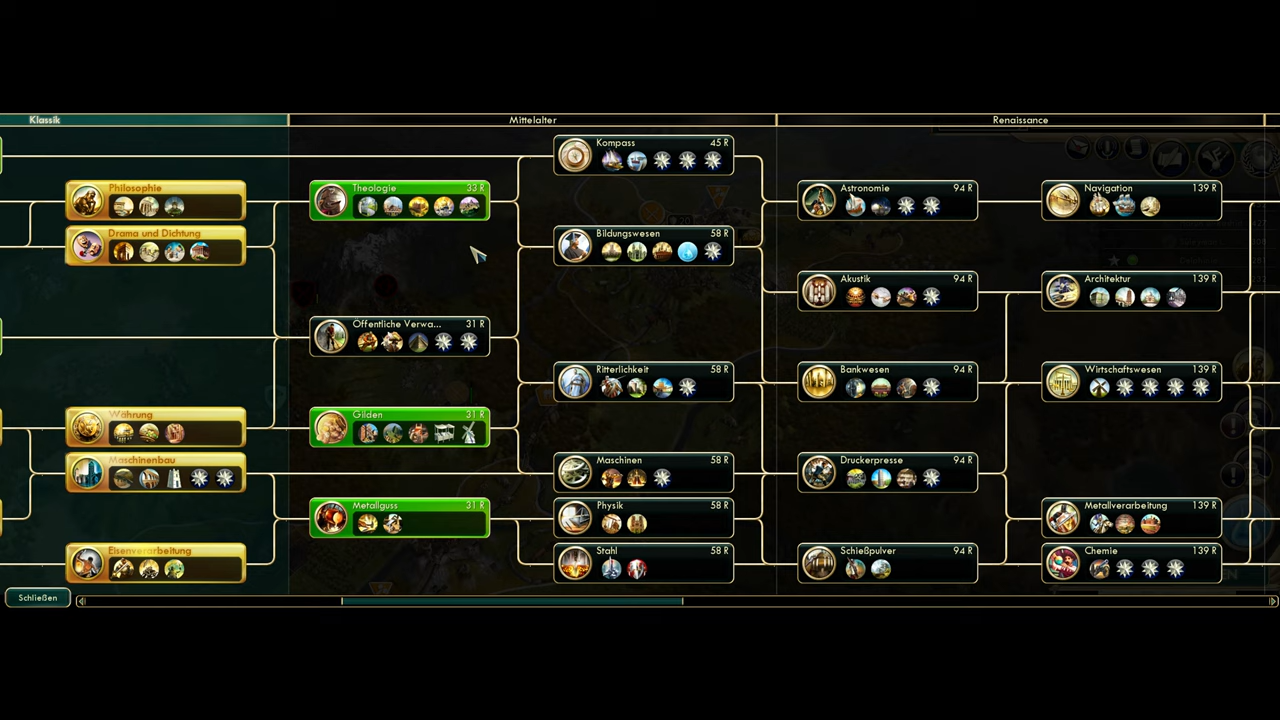 Klassik
Mittelalter
Renaissance
Kompass 45 R
Philosophie
Theologie 33 R
Astronomie 94 R
Navigation 139 R
Drama und Dichtung
Bildungswesen 58 R
Akustik 94 R
Architektur 139 R
Öffentliche Verwa... 31 R
Ritterlichkeit 58 R
Bankwesen 94 R
Wirtschaftswesen 139 R
Währung
Gilden 31 R
Maschinenbau
Maschinen 58 R
Druckerpresse 94 R
Metallguss 31 R
Physik 58 R
Metallverarbeitung 139 R
Eisenverarbeitung
Stahl 58 R
Schießpulver 94 R
Chemie 139 R
Schließen